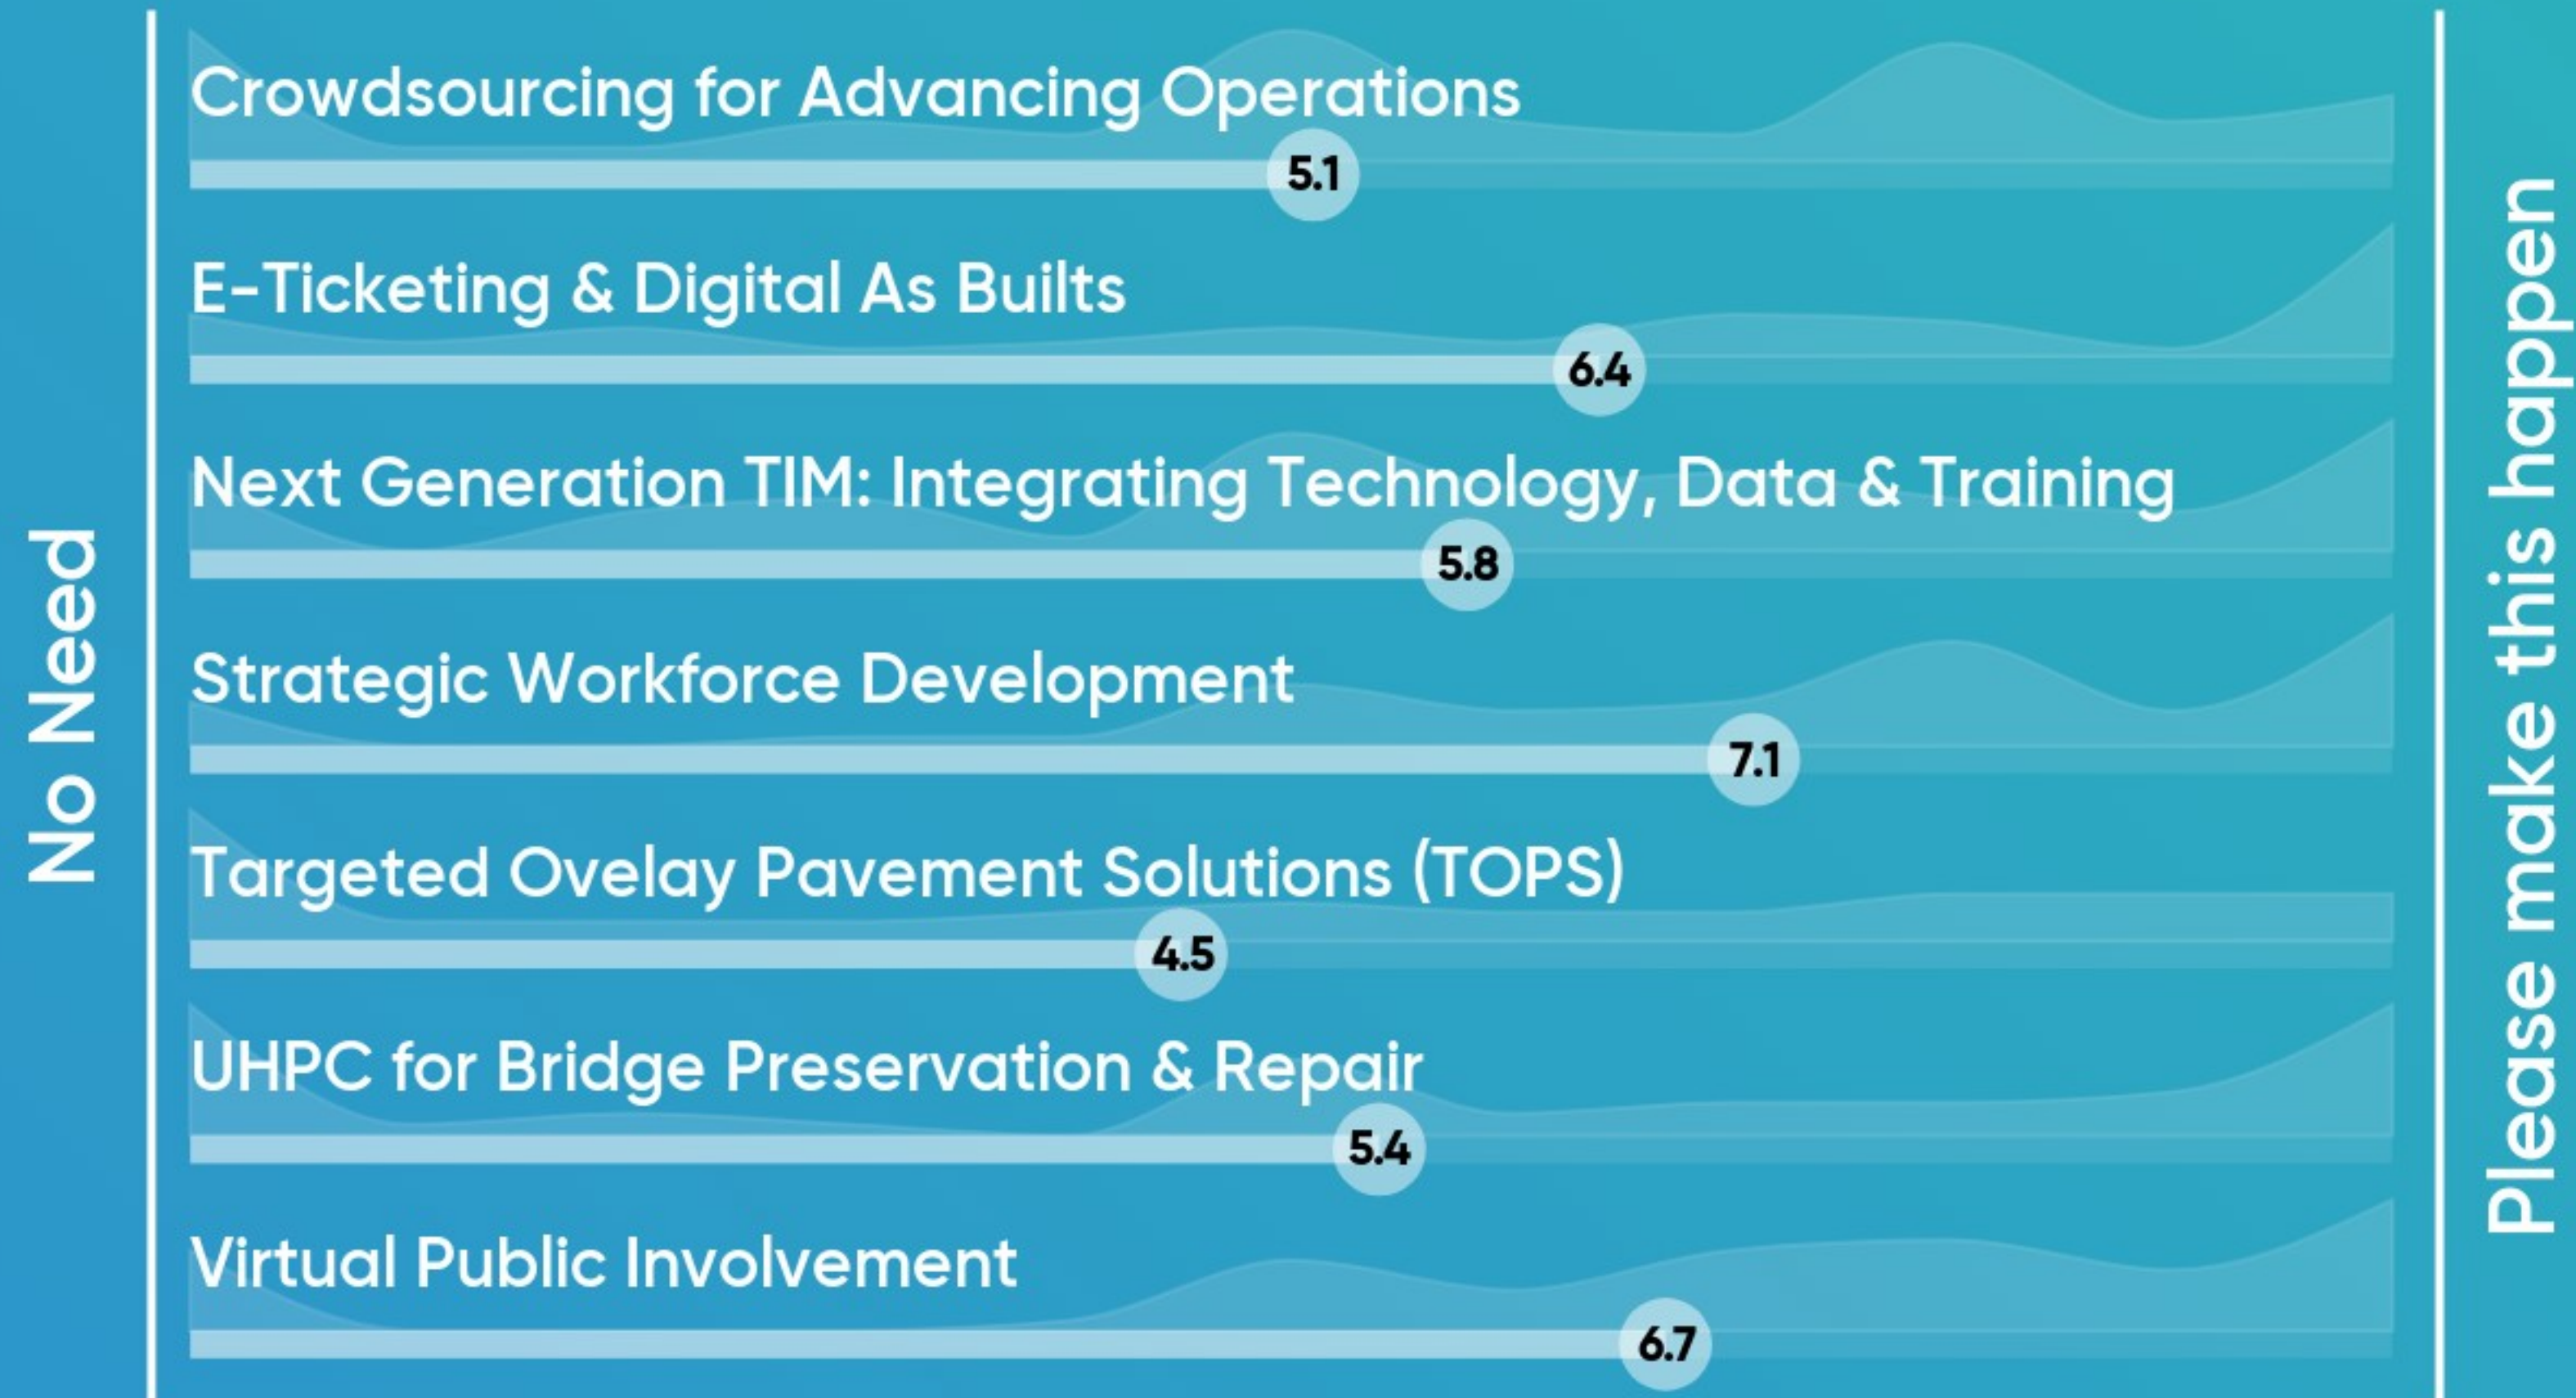 No Need
Crowdsourcing for Advancing Operations
5.1
E-Ticketing & Digital As Builts
6.4
Next Generation TIM: Integrating Technology, Data & Training
5.8
Strategic Workforce Development
7.1
Targeted Ovelay Pavement Solutions (TOPS)
4.5
UHPC for Bridge Preservation & Repair
5.4
Virtual Public Involvement
6.7
Please make this happen